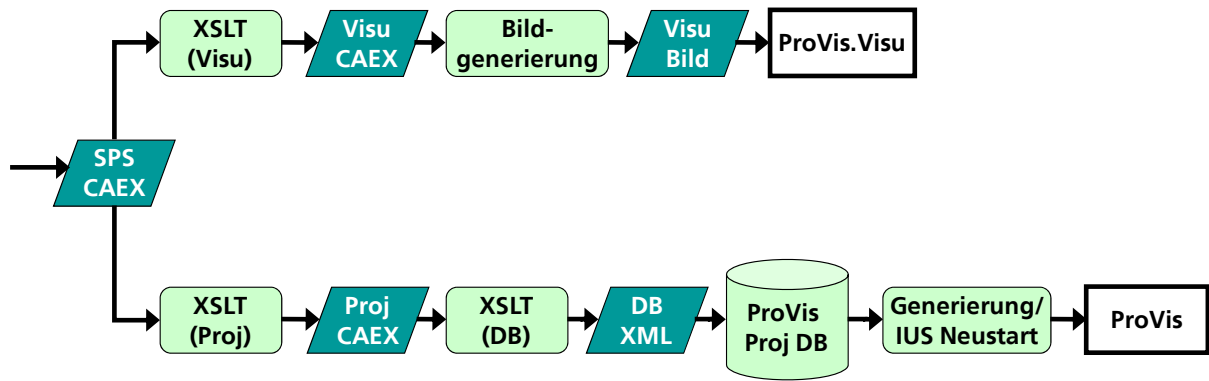 XSLT
(Visu)
Visu
CAEX
Bild-
generierung
Visu
Bild
ProVis.Visu
SPS
CAEX
XSLT
(Proj)
Proj
CAEX
XSLT
(DB)
DB
XML
ProVis
Proj DB
Generierung/
IUS Neustart
ProVis